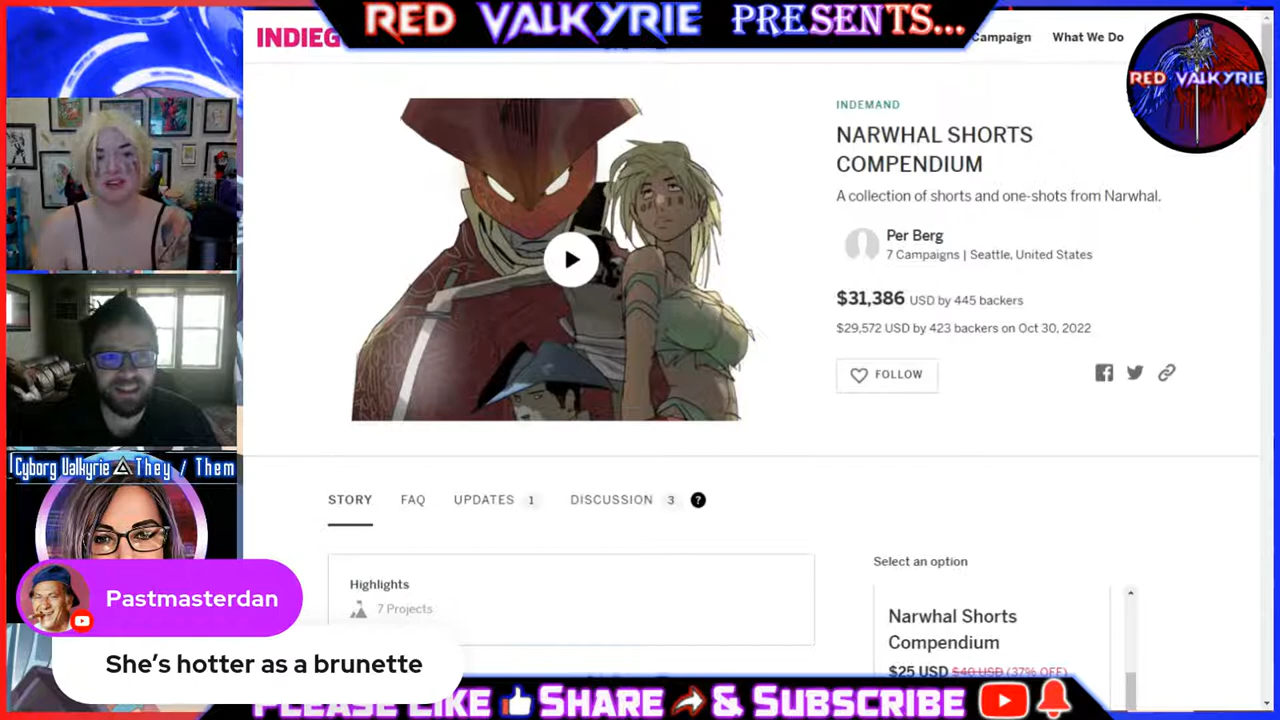 RED VALKYRIE PRESENTS...
INDIEG
Campaign
What We Do
RED VALKYRIE
INDEMAND
NARWHAL SHORTS
COMPENDIUM
A collection of shorts and one-shots from Narwhal.
Per Berg
7 Campaigns | Seattle, United States
$31,386 USD by 445 backers
$29,572 USD by 423 backers on Oct 30, 2022
FOLLOW
Cyborg Valkyrie They / Them
STORY
FAQ
UPDATES 1
DISCUSSION 3 ?
Select an option
Highlights
7 Projects
Narwhal Shorts
Compendium
$25 USD $40 USD (37% OFF)
Pastmasterdan
She's hotter as a brunette
PLEASE LIKE SHARE & SUBSCRIBE